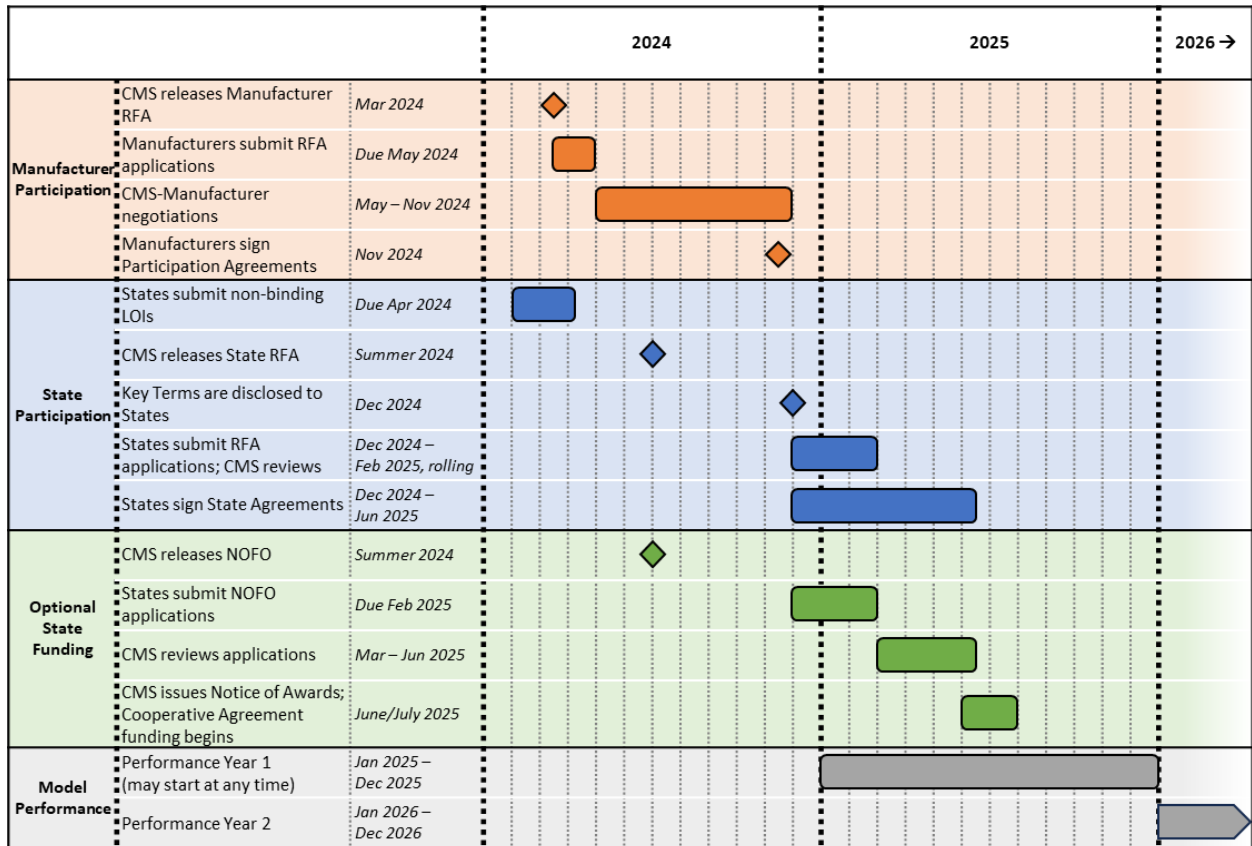 2024
2025
2026 →
Manufacturer
Participation
CMS releases Manufacturer
RFA
Mar 2024
Manufacturers submit RFA
applications
Due May 2024
CMS-Manufacturer
negotiations
May – Nov 2024
Manufacturers sign
Participation Agreements
Nov 2024
State
Participation
States submit non-binding
LOIs
Due Apr 2024
CMS releases State RFA
Summer 2024
Key Terms are disclosed to
States
Dec 2024
States submit RFA
applications; CMS reviews
Dec 2024 –
Feb 2025, rolling
States sign State Agreements
Dec 2024 –
Jun 2025
Optional
State
Funding
CMS releases NOFO
Summer 2024
States submit NOFO
applications
Due Feb 2025
CMS reviews applications
Mar – Jun 2025
CMS issues Notice of Awards;
Cooperative Agreement
funding begins
June/July 2025
Model
Performance
Performance Year 1
(may start at any time)
Jan 2025 –
Dec 2025
Performance Year 2
Jan 2026 –
Dec 2026